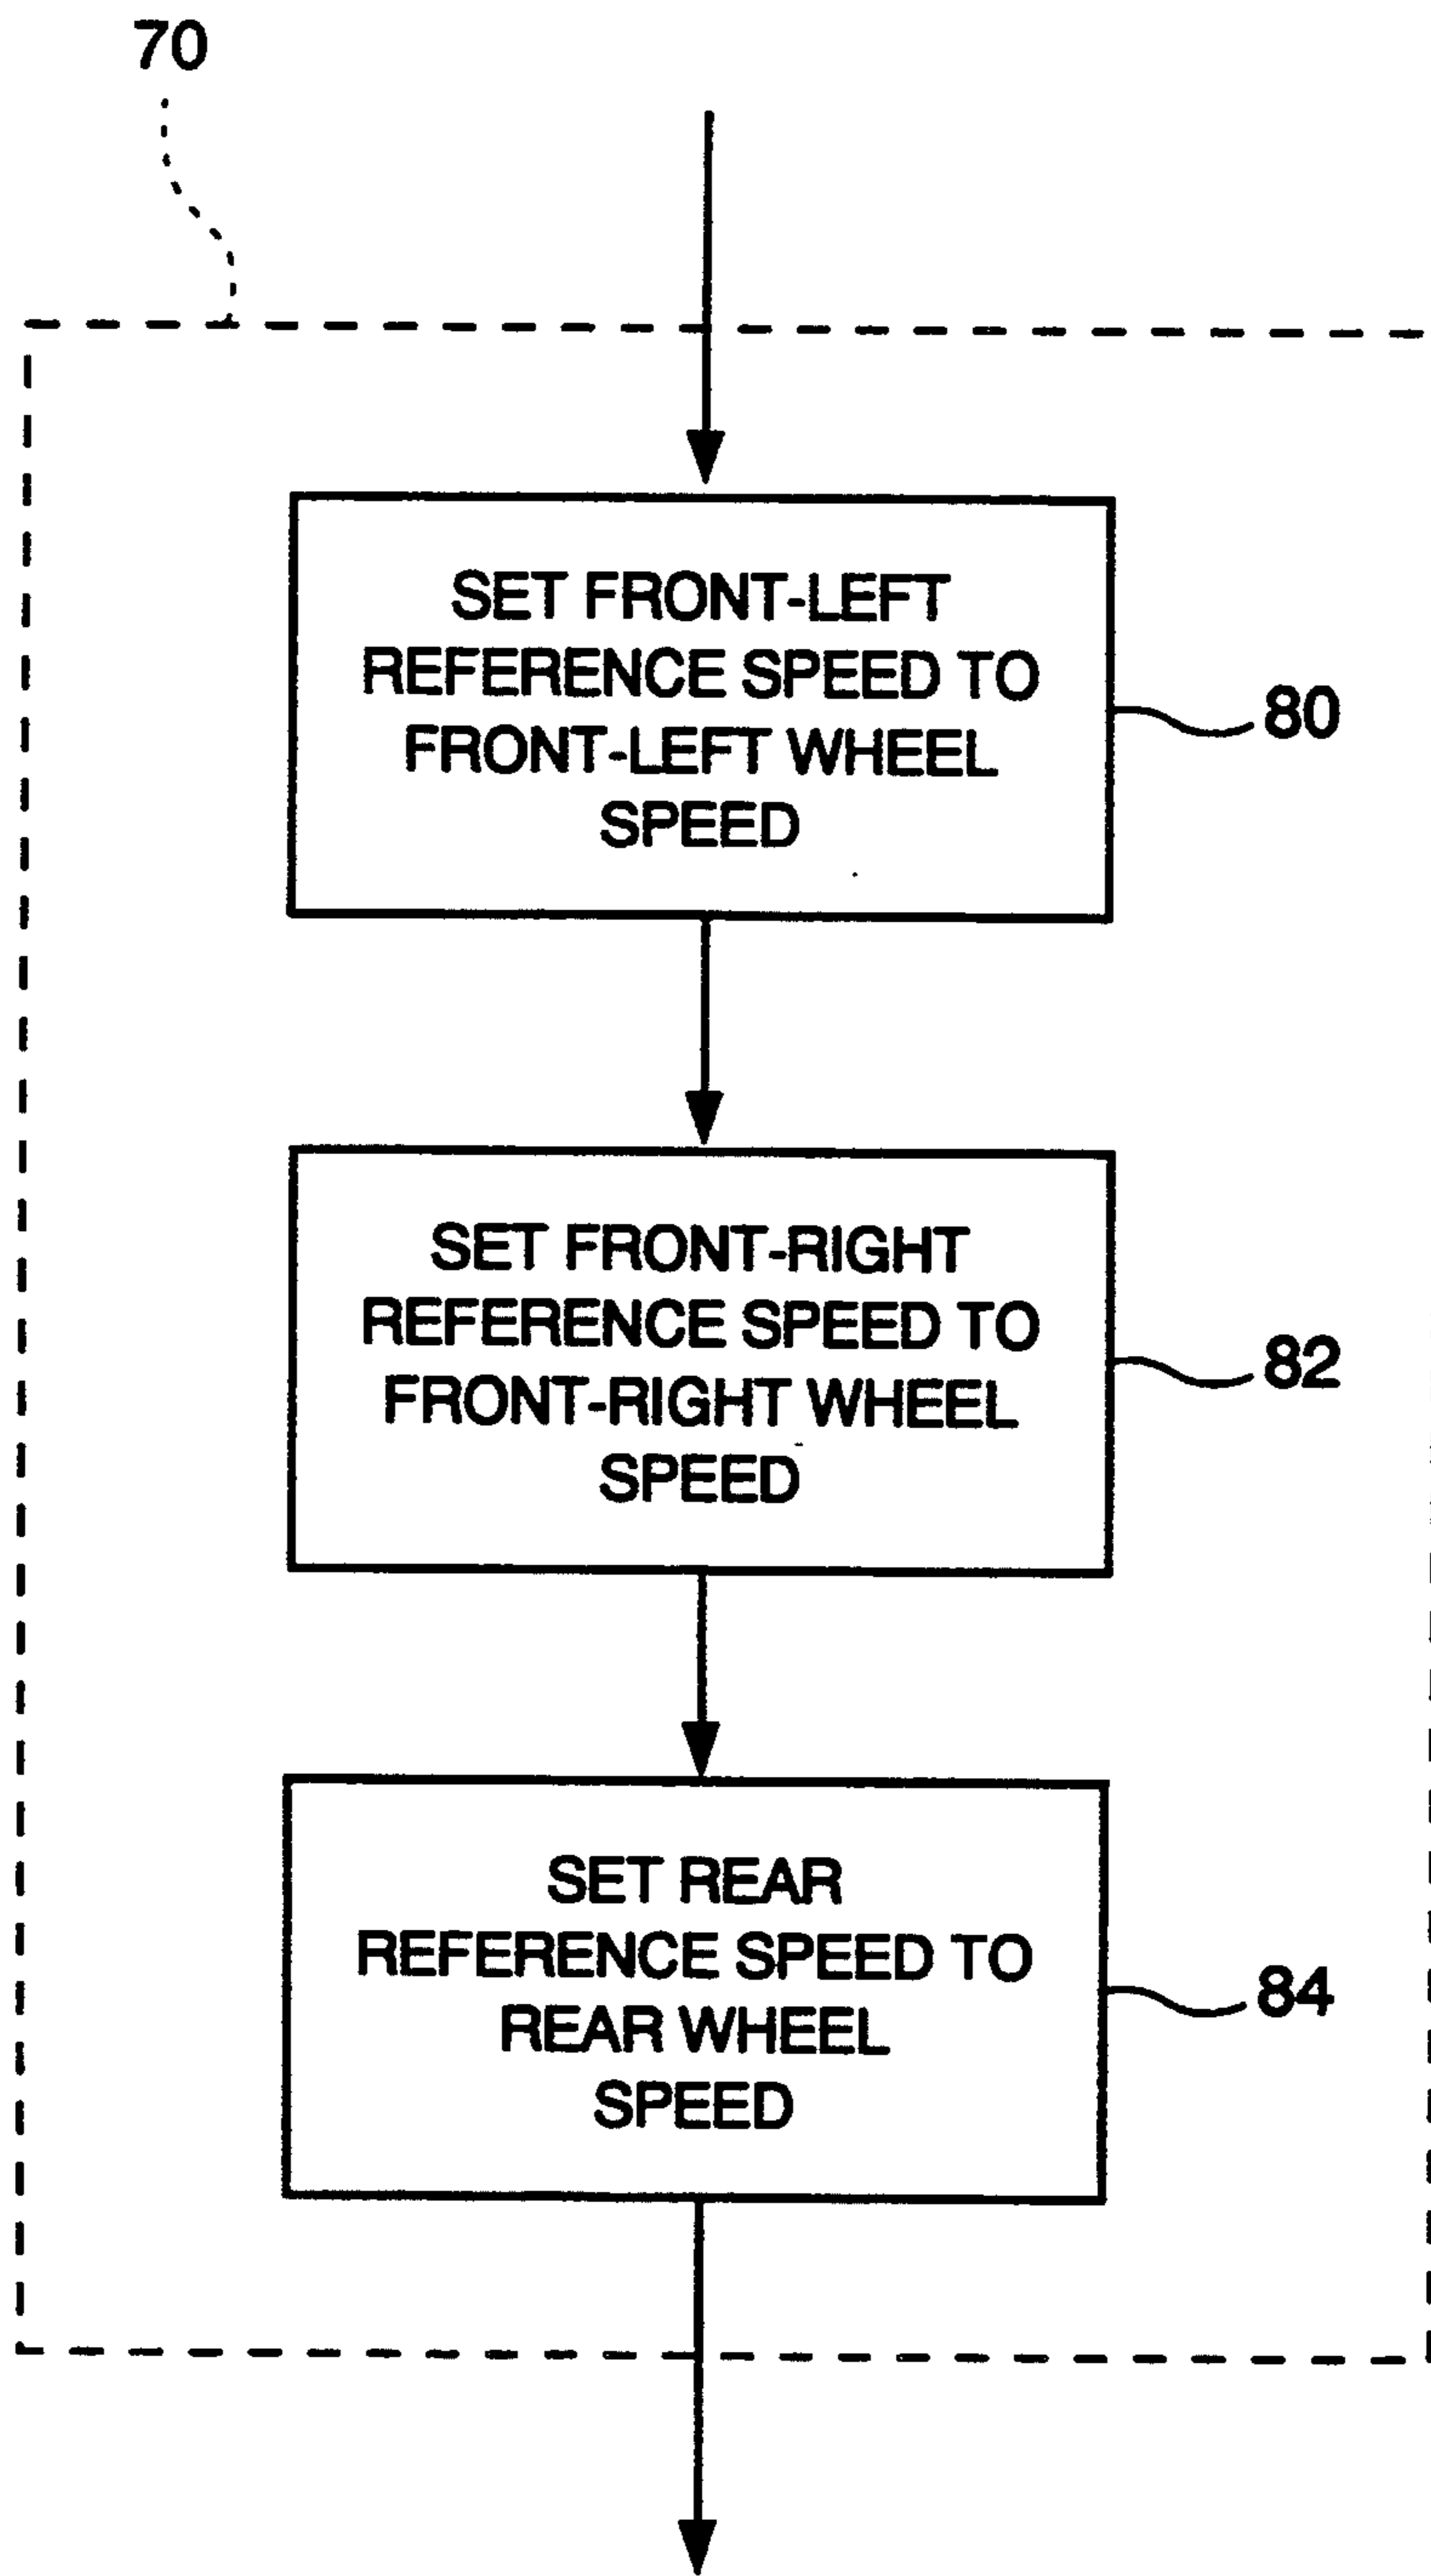 70
SET FRONT-LEFT
REFERENCE SPEED TO
FRONT-LEFT WHEEL
SPEED
80
SET FRONT-RIGHT
REFERENCE SPEED TO
FRONT-RIGHT WHEEL
SPEED
82
SET REAR
REFERENCE SPEED TO
REAR WHEEL
SPEED
84